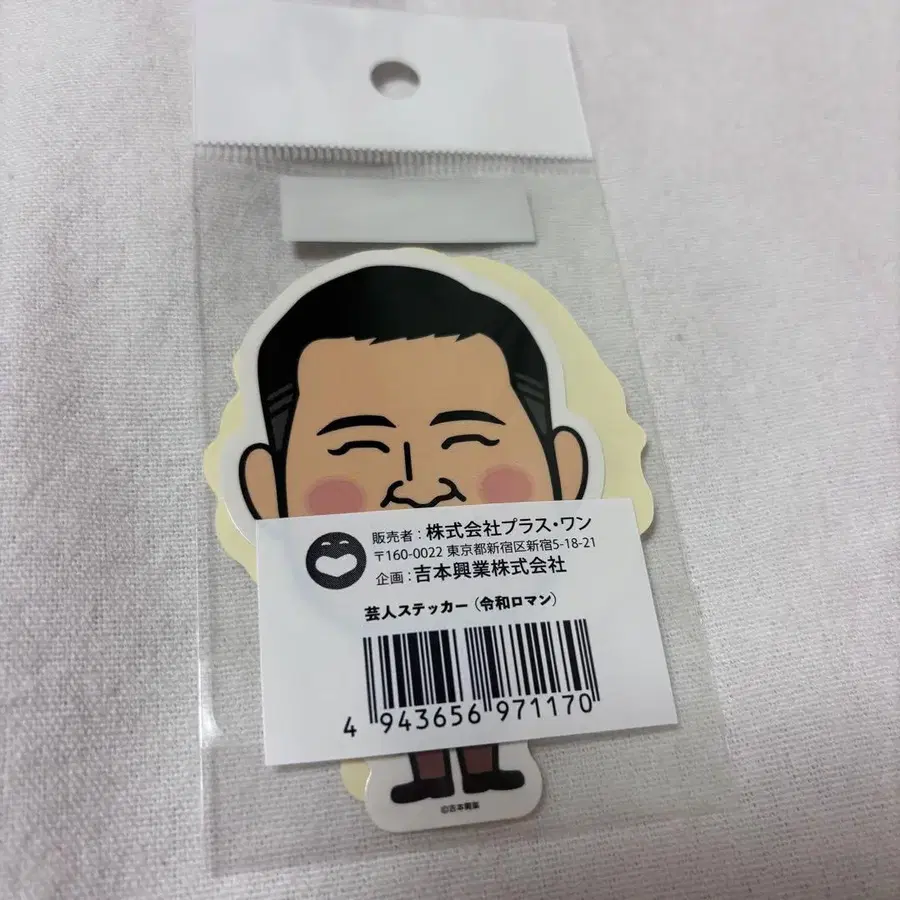 販売者：株式会社プラス・ワン
〒160-0022 東京都新宿区新宿5-18-21
企画：吉本興業株式会社
芸人ステッカー（令和ロマン）
4 943656 971170
©吉本興業